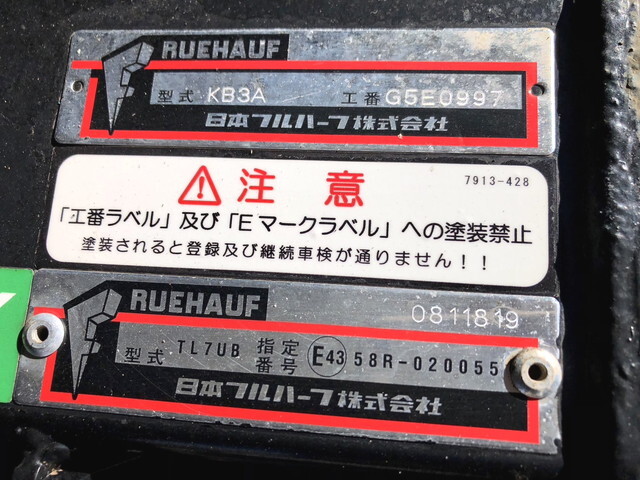 FRUEHAUF
型式 KB3A 工番 G5E0997
日本フルハーフ株式会社
注意
7913-428
「工番ラベル」及び「Eマークラベル」への塗装禁止
塗装されると登録及び継続車検が通りません！！
FRUEHAUF
0811819
型式 TL7UB 指定番号 E43 58R-020055
日本フルハーフ株式会社